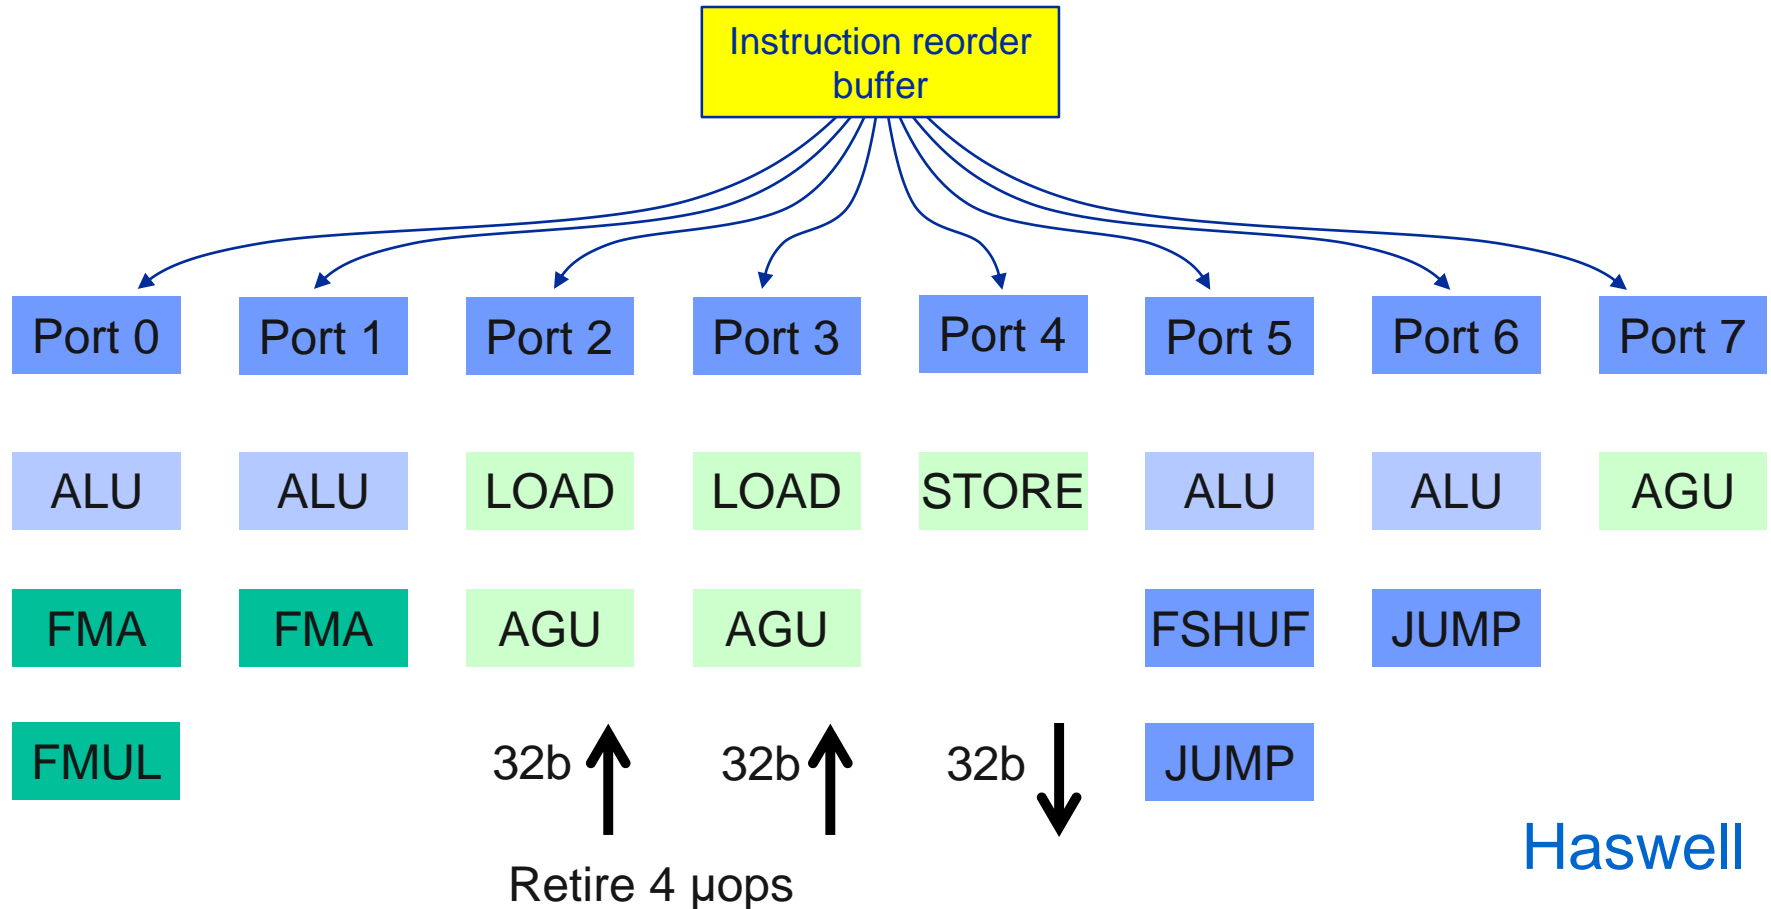 Instruction reorder
buffer
Port 0 Port 1 Port 2 Port 3 Port 4 Port 5 Port 6 Port 7
ALU ALU LOAD LOAD STORE ALU ALU AGU
FMA FMA AGU AGU FSHUF JUMP
FMUL 32b 32b 32b JUMP
Haswell
Retire 4 μops